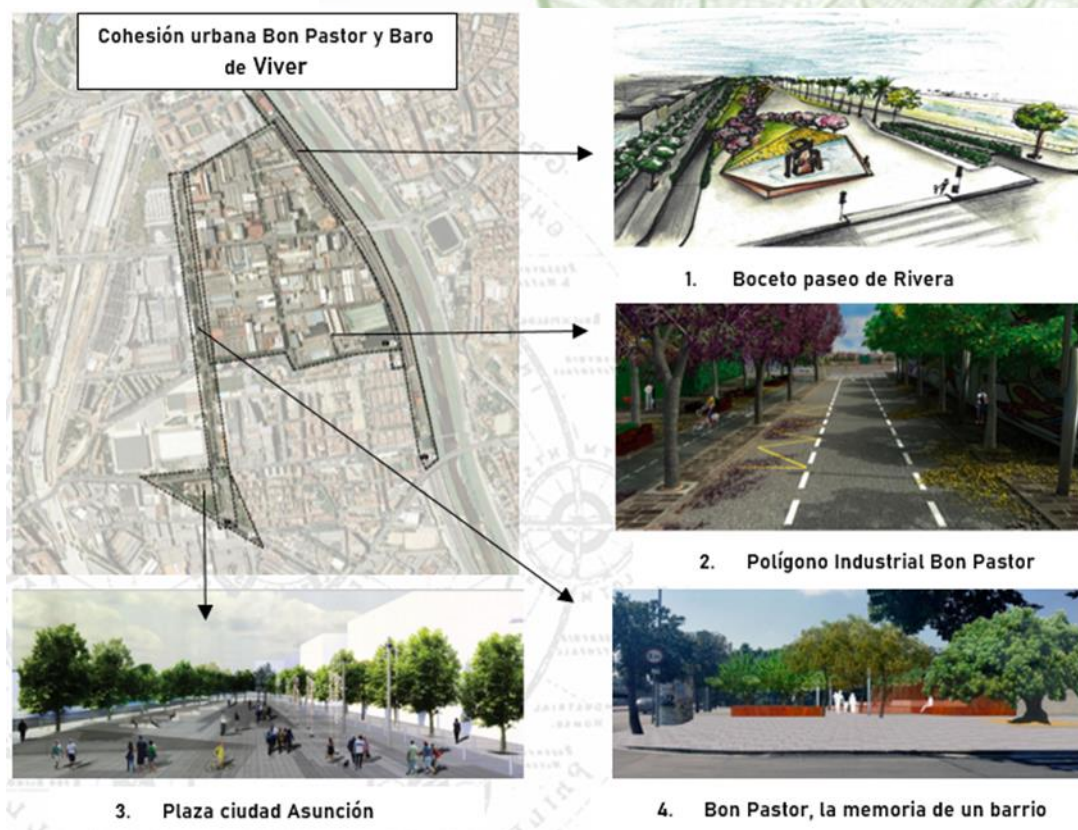 Cohesión urbana Bon Pastor y Baro
de Viver
1. Boceto paseo de Rivera
2. Polígono Industrial Bon Pastor
3. Plaza ciudad Asunción
4. Bon Pastor, la memoria de un barrio